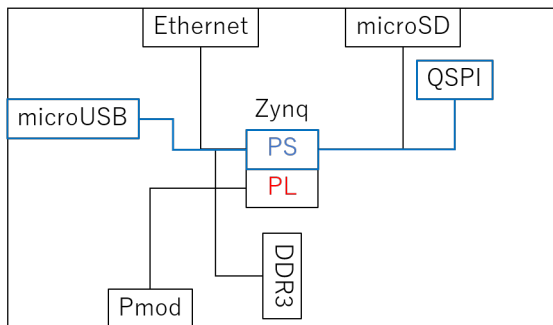 Ethernet
microSD
QSPI
microUSB
Zynq
PS
PL
DDR3
Pmod